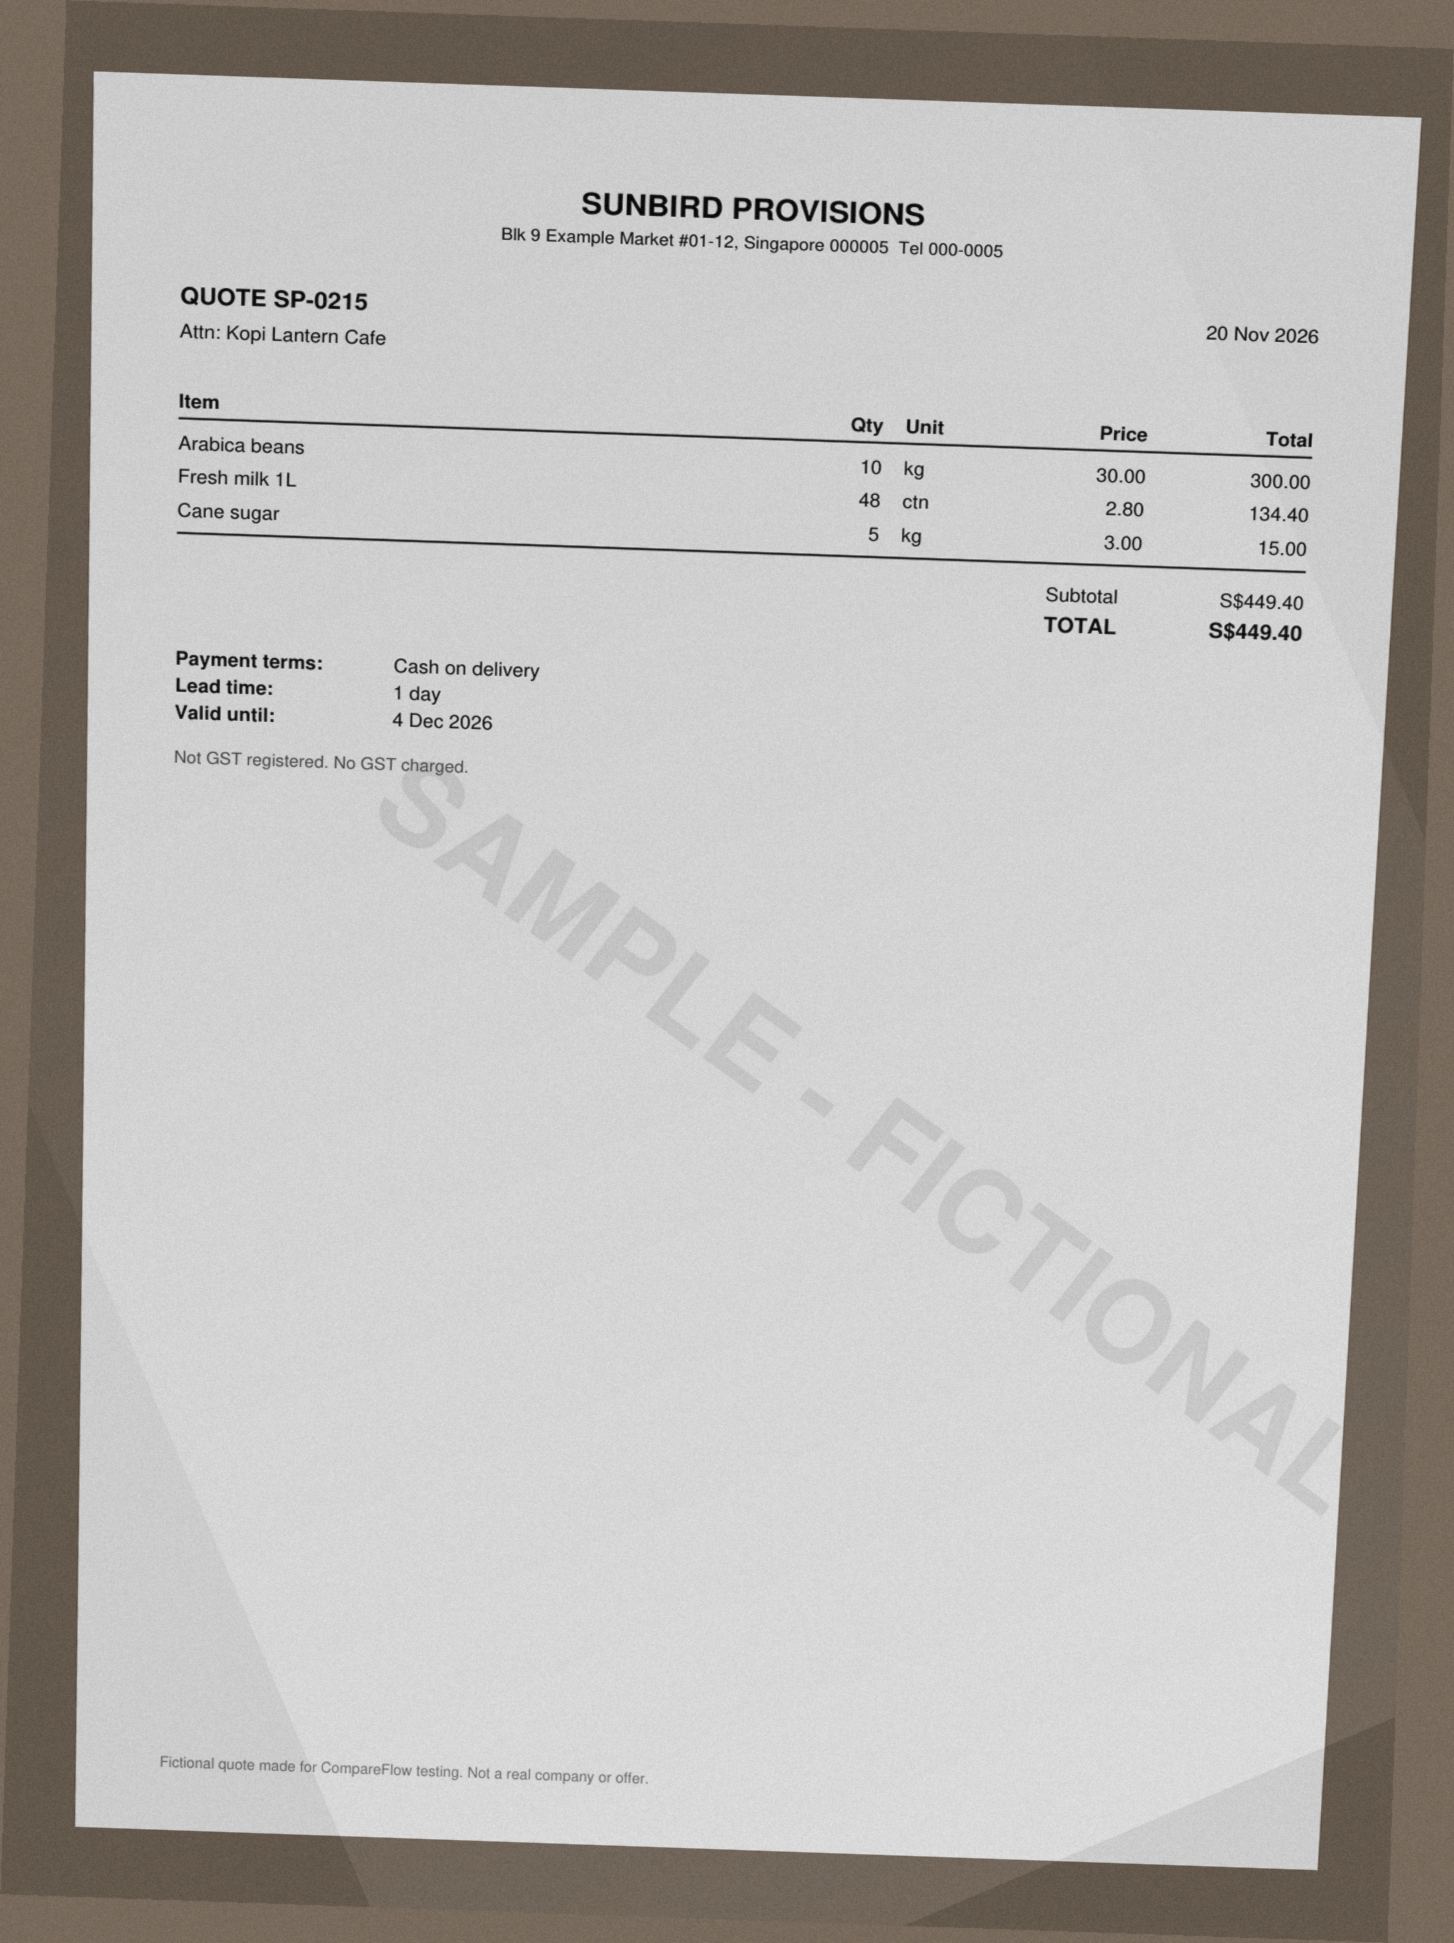 SUNBIRD PROVISIONS
Blk 9 Example Market #01-12, Singapore 000005 Tel 000-0005
QUOTE SP-0215
Attn: Kopi Lantern Cafe
20 Nov 2026
Item Qty Unit Price Total
Arabica beans 10 kg 30.00 300.00
Fresh milk 1L 48 ctn 2.80 134.40
Cane sugar 5 kg 3.00 15.00
Subtotal S$449.40
TOTAL S$449.40
Payment terms: Cash on delivery
Lead time: 1 day
Valid until: 4 Dec 2026
Not GST registered. No GST charged.
SAMPLE - FICTIONAL
Fictional quote made for CompareFlow testing. Not a real company or offer.